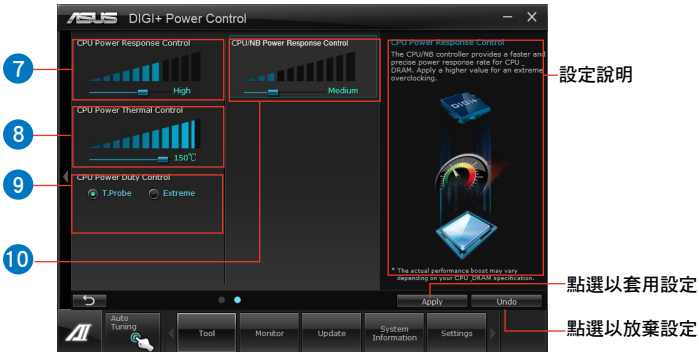 ASUS DIGI+ Power Control
CPU Power Response Control
High
CPU/NB Power Response Control
Medium
CPU Power Thermal Control
150℃
CPU Power Duty Control
T.Probe
Extreme
CPU Power Response Control
The CPU/NB controller provides a faster and
precise power response rate for CPU _
DRAM. Apply a higher value for an extreme
overclocking.
DIGI+
* The actual performance boost may vary
depending on your CPU _DRAM specification.
Apply
Undo
Auto
Tuning
Tool
Monitor
Update
System
Information
Settings
7
8
9
10
設定說明
點選以套用設定
點選以放棄設定